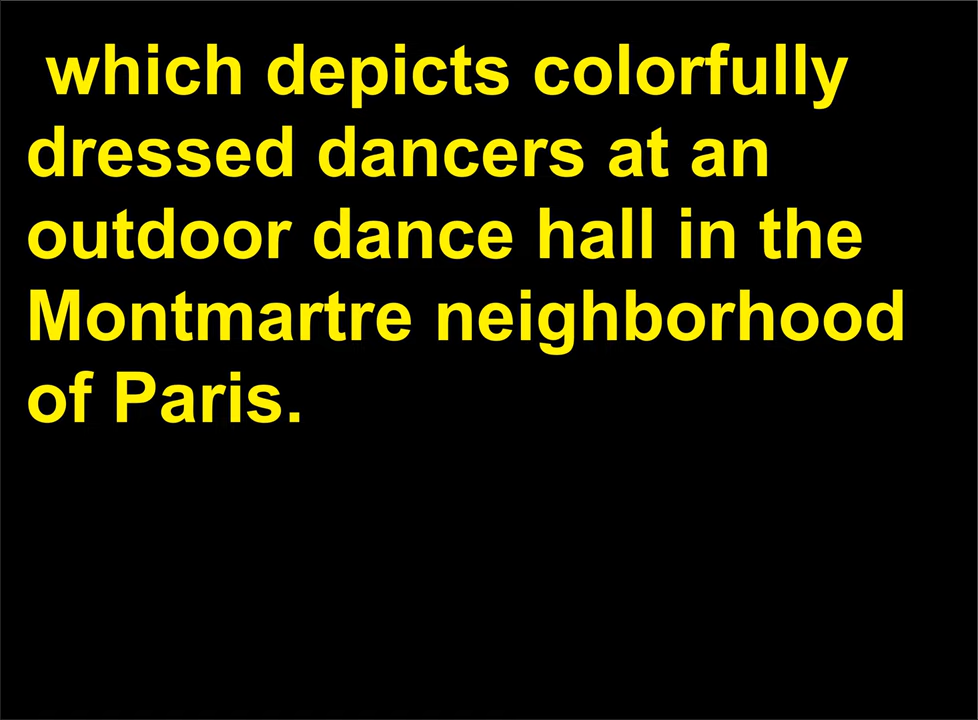 which depicts colorfully
dressed dancers at an
outdoor dance hall in the
Montmartre neighborhood
of Paris.